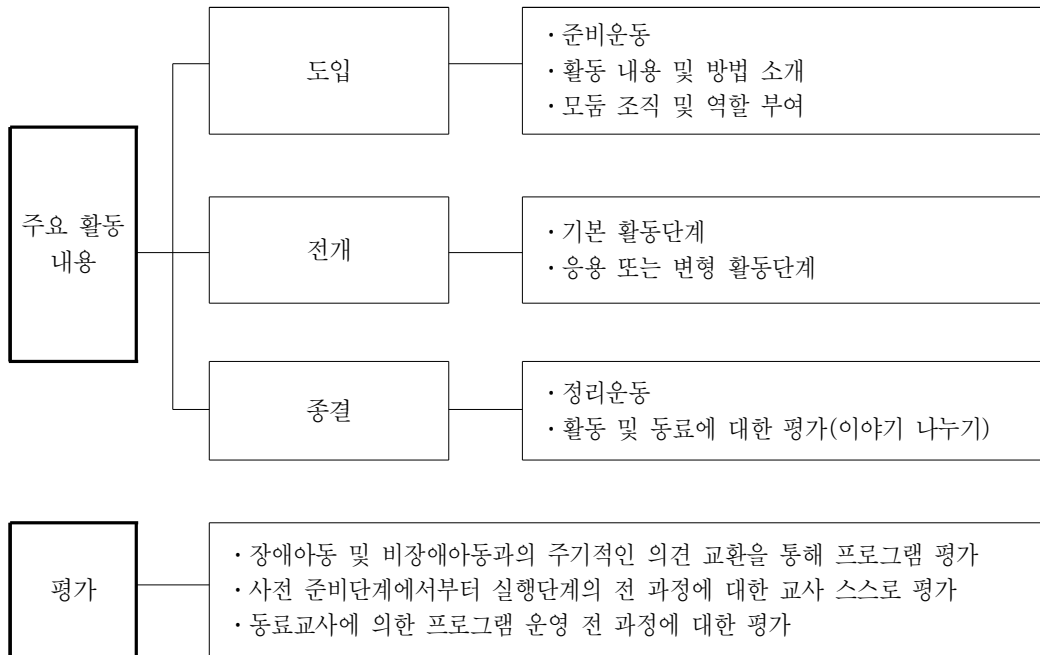 도입
· 준비운동
· 활동 내용 및 방법 소개
· 모둠 조직 및 역할 부여
주요 활동
내용
전개
· 기본 활동단계
· 응용 또는 변형 활동단계
종결
· 정리운동
· 활동 및 동료에 대한 평가(이야기 나누기)
평가
· 장애아동 및 비장애아동과의 주기적인 의견 교환을 통해 프로그램 평가
· 사전 준비단계에서부터 실행단계의 전 과정에 대한 교사 스스로 평가
· 동료교사에 의한 프로그램 운영 전 과정에 대한 평가